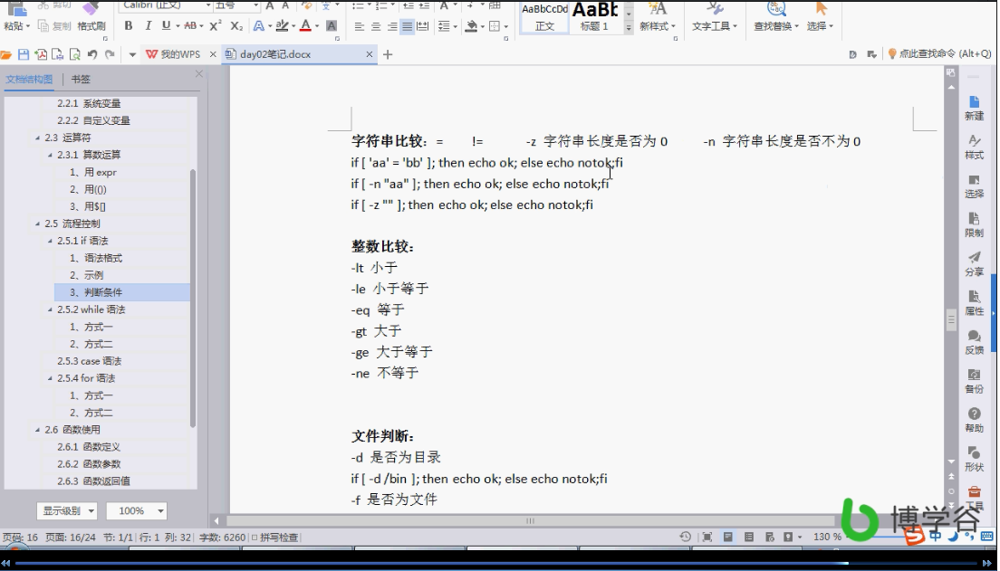 Calibri (正文) 五号
剪切
粘贴 复制 格式刷
B I U AB X² X₂ A A A
AaBbCcDd AaBb
正文 标题 1 新样式 文字工具 查找替换 选择
我的WPS × day02笔记.docx × +
点此查找命令 (Alt+Q)
文档结构图 书签
2.2.1 系统变量
2.2.2 自定义变量
2.3 运算符
2.3.1 算数运算
1、用 expr
2、用(())
3、用$[]
2.5 流程控制
2.5.1 if 语法
1、语法格式
2、示例
3、判断条件
2.5.2 while 语法
1、方式一
2、方式二
2.5.3 case 语法
2.5.4 for 语法
1、方式一
2、方式二
2.6 函数使用
2.6.1 函数定义
2.6.2 函数参数
2.6.3 函数返回值
显示级别 100%
字符串比较：= != -z 字符串长度是否为 0 -n 字符串长度是否不为 0
if [ 'aa' = 'bb' ]; then echo ok; else echo notok;fi
if [ -n "aa" ]; then echo ok; else echo notok;fi
if [ -z "" ]; then echo ok; else echo notok;fi
整数比较：
-lt 小于
-le 小于等于
-eq 等于
-gt 大于
-ge 大于等于
-ne 不等于
文件判断：
-d 是否为目录
if [ -d /bin ]; then echo ok; else echo notok;fi
-f 是否为文件
新建
样式
选择
限制
分享
属性
反馈
备份
帮助
形状
工具
博学谷
页码: 16 页面: 16/24 节: 1/1 行: 1 列: 32 字数: 6260 拼写检查
130 %
中